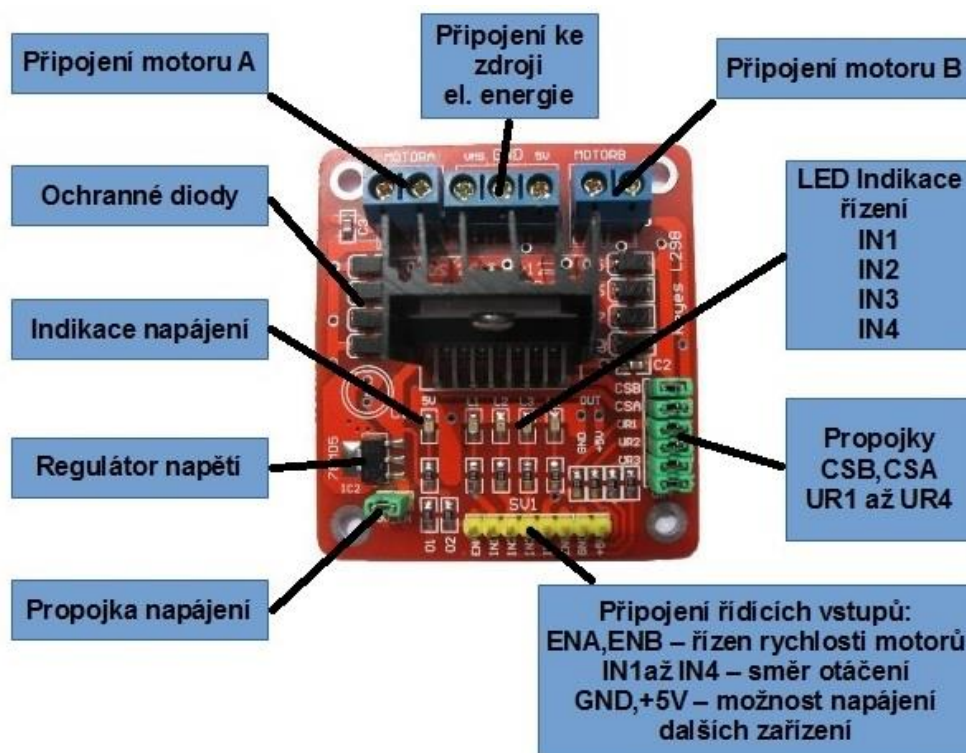 Připojení motoru A
Připojení ke
zdroji
el. energie
Připojení motoru B
Ochranné diody
LED Indikace
řízení
IN1
IN2
IN3
IN4
Indikace napájení
Regulátor napětí
Propojky
CSB,CSA
UR1 až UR4
Propojka napájení
Připojení řídících vstupů:
ENA,ENB – řízen rychlosti motorů
IN1až IN4 – směr otáčení
GND,+5V – možnost napájení
dalších zařízení
MOTORA
VMS GND 5V
MOTORB
C3
Keyes L298
C2
CSB
CSA
UR1
UR2
UR3
5V
L2
L3
OUT
GND
+5V
IC2
SV1